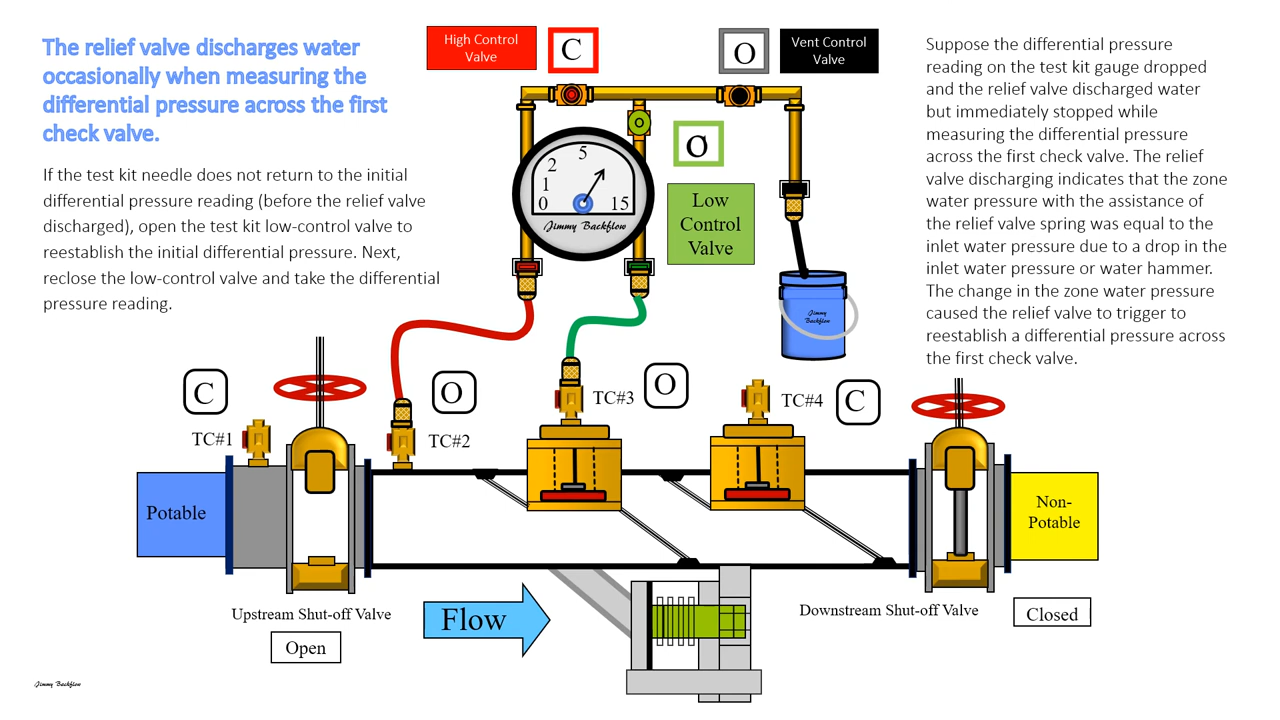 The relief valve discharges water
occasionally when measuring the
differential pressure across the first
check valve.
If the test kit needle does not return to the initial
differential pressure reading (before the relief valve
discharged), open the test kit low-control valve to
reestablish the initial differential pressure. Next,
reclose the low-control valve and take the differential
pressure reading.
High Control
Valve
C
O
Vent Control
Valve
Suppose the differential pressure
reading on the test kit gauge dropped
and the relief valve discharged water
but immediately stopped while
measuring the differential pressure
across the first check valve. The relief
valve discharging indicates that the zone
water pressure with the assistance of
the relief valve spring was equal to the
inlet water pressure due to a drop in the
inlet water pressure or water hammer.
The change in the zone water pressure
caused the relief valve to trigger to
reestablish a differential pressure across
the first check valve.
O
Low
Control
Valve
0
1
2
5
15
Jimmy Backflow
Jimmy
Backflow
C
TC#1
O
TC#2
TC#3
O
TC#4
C
Potable
Non-
Potable
Upstream Shut-off Valve
Open
Flow
Downstream Shut-off Valve
Closed
Jimmy Backflow